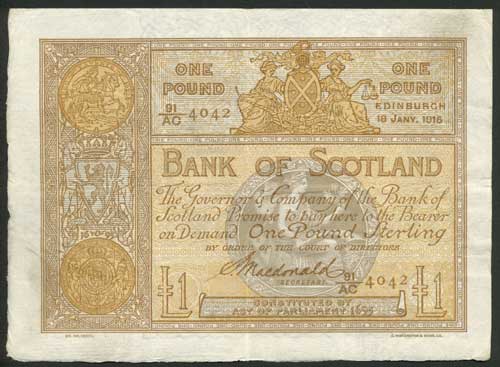 ONE POUND
ONE POUND
91/AC 4042
EDINBURGH
18 JANY. 1915
BANK OF SCOTLAND
The Governor & Company of the Bank of
Scotland Promise to pay here to the Bearer
on Demand One Pound Sterling
BY ORDER OF THE COURT OF DIRECTORS
J Macdonald
SECRETARY.
91/AC 4042
£1
£1
CONSTITUTED BY
ACT OF PARLIAMENT 1695